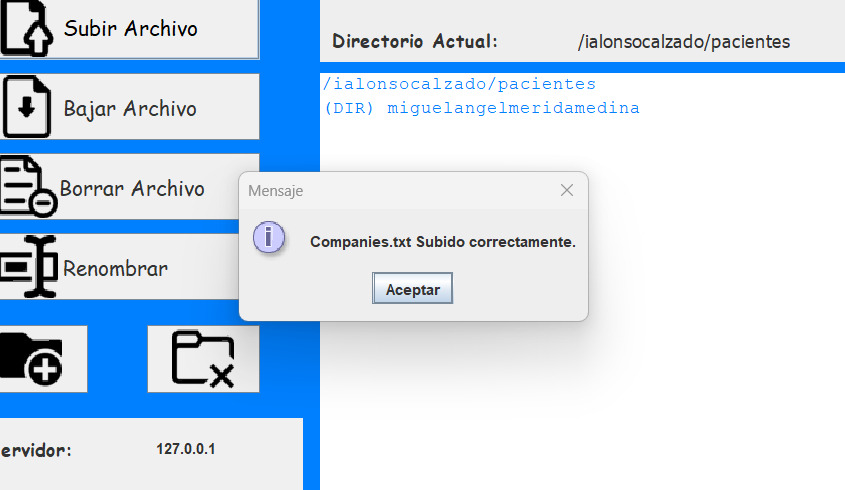 Subir Archivo
Directorio Actual: /ialonsocalzado/pacientes
/ialonsocalzado/pacientes
(DIR) miguelangelmeridamedina
Bajar Archivo
Borrar Archivo
Renombrar
Mensaje
i
Companies.txt Subido correctamente.
Aceptar
ervidor: 127.0.0.1